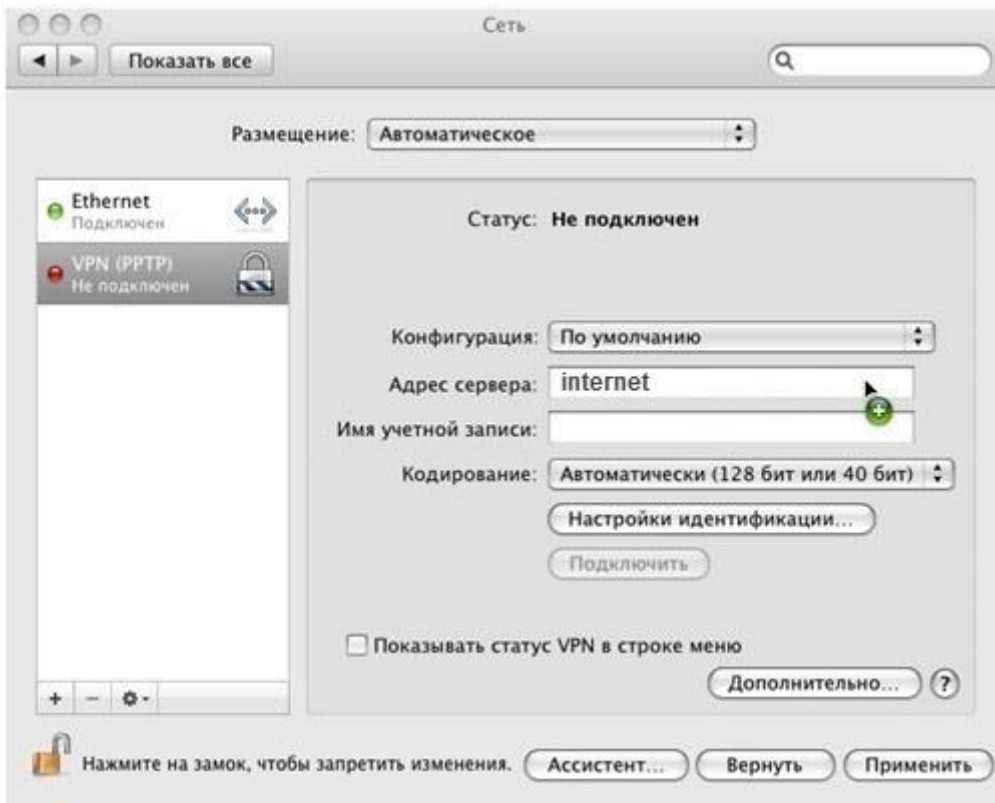 Сеть
Показать все
Размещение: Автоматическое
Ethernet
Подключен
VPN (PPTP)
Не подключен
Статус: Не подключен
Конфигурация: По умолчанию
Адрес сервера: internet
Имя учетной записи:
Кодирование: Автоматически (128 бит или 40 бит)
Настройки идентификации...
Подключить
Показывать статус VPN в строке меню
Дополнительно... ?
Нажмите на замок, чтобы запретить изменения. Ассистент... Вернуть Применить